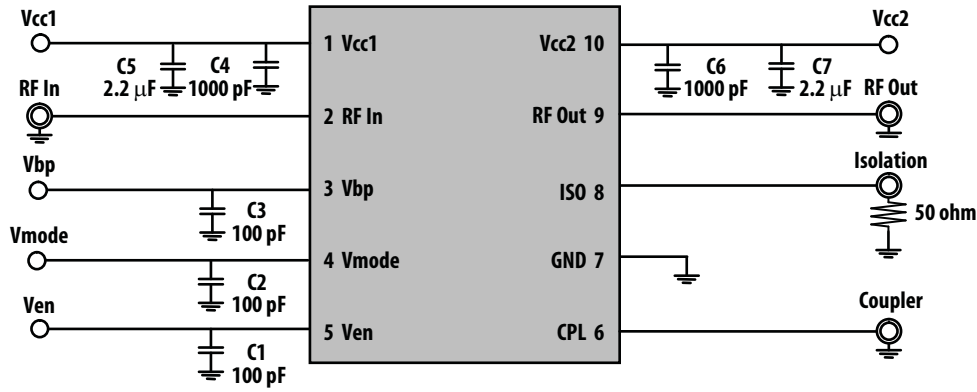 Vcc1
1 Vcc1
Vcc2 10
Vcc2
C5
2.2 µF
C4
1000 pF
C6
1000 pF
C7
2.2 µF
RF In
2 RF In
RF Out 9
RF Out
Vbp
3 Vbp
ISO 8
Isolation
50 ohm
C3
100 pF
Vmode
4 Vmode
GND 7
C2
100 pF
Ven
5 Ven
CPL 6
Coupler
C1
100 pF